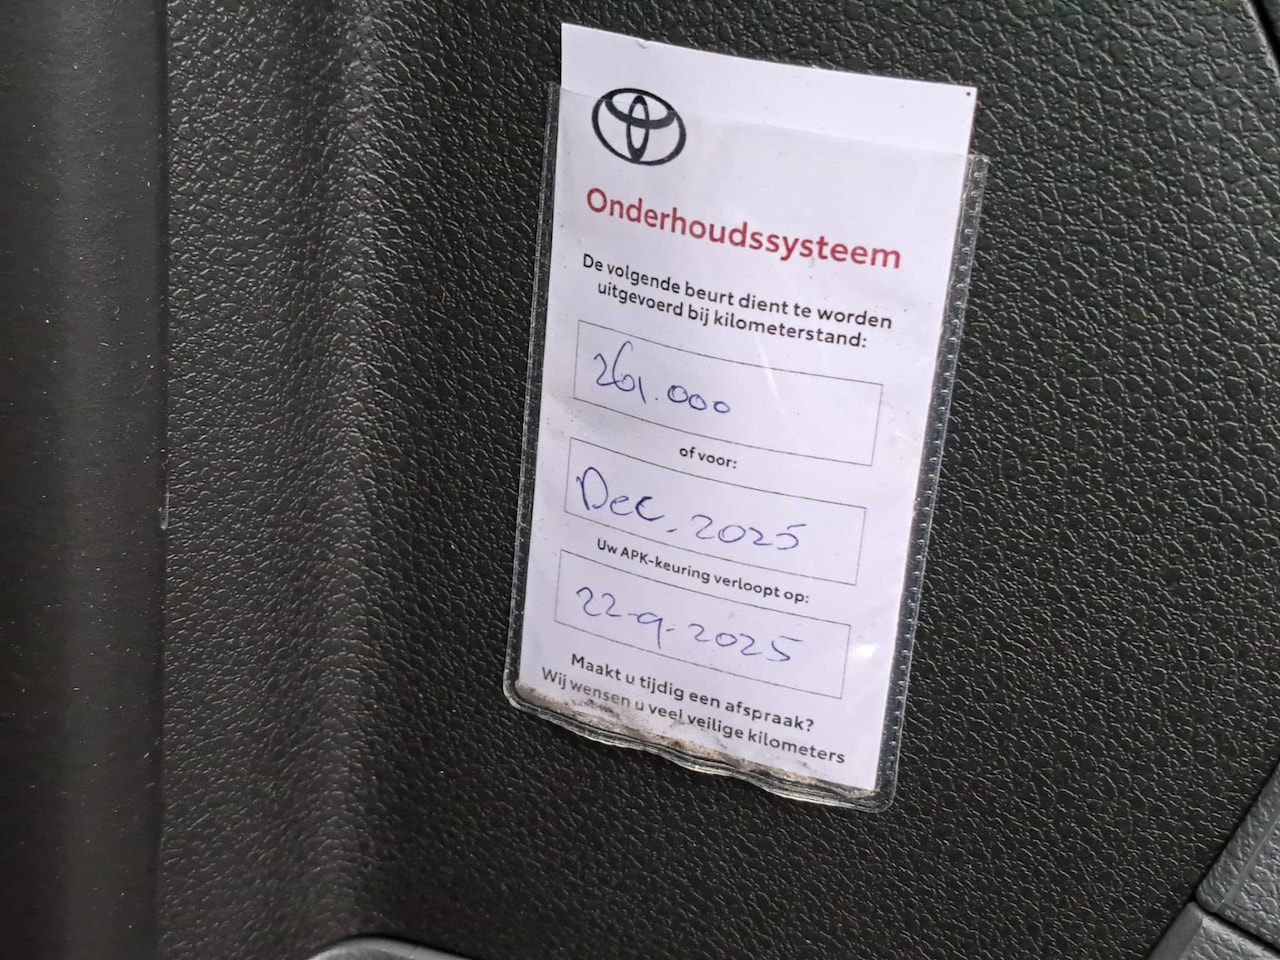 Onderhoudssysteem
De volgende beurt dient te worden
uitgevoerd bij kilometerstand:
261.000
of voor:
Dec. 2025
Uw APK-keuring verloopt op:
22-9-2025
Maakt u tijdig een afspraak?
Wij wensen u veel veilige kilometers